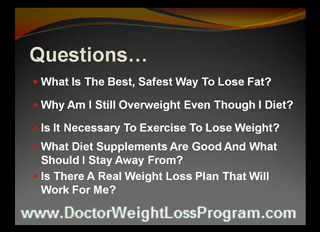 Questions...
What Is The Best, Safest Way To Lose Fat?
Why Am I Still Overweight Even Though I Diet?
Is It Necessary To Exercise To Lose Weight?
What Diet Supplements Are Good And What
Should I Stay Away From?
Is There A Real Weight Loss Plan That Will
Work For Me?
www.DoctorWeightLossProgram.com